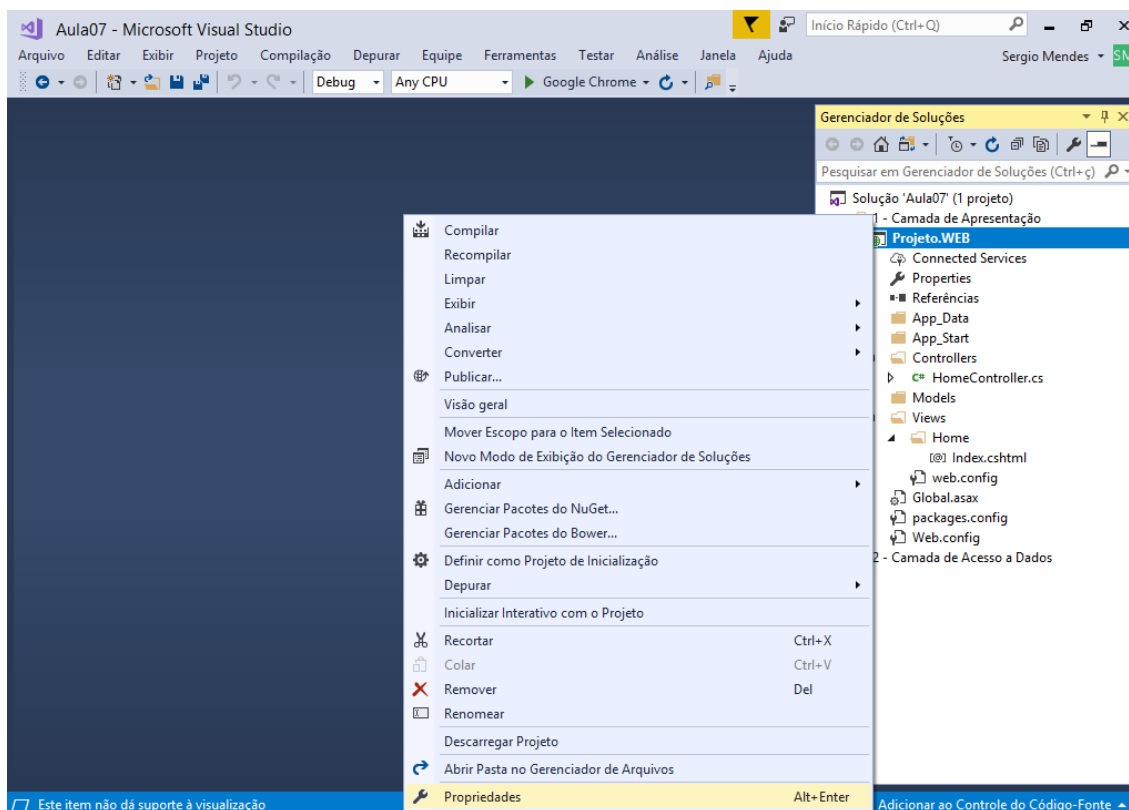 Aula07 - Microsoft Visual Studio
Início Rápido (Ctrl+Q)
Arquivo Editar Exibir Projeto Compilação Depurar Equipe Ferramentas Testar Análise Janela Ajuda
Sergio Mendes
SM
Debug
Any CPU
Google Chrome
Gerenciador de Soluções
Pesquisar em Gerenciador de Soluções (Ctrl+ç)
Solução 'Aula07' (1 projeto)
1 - Camada de Apresentação
Projeto.WEB
Connected Services
Properties
Referências
App_Data
App_Start
Controllers
C# HomeController.cs
Models
Views
Home
[@] Index.cshtml
web.config
Global.asax
packages.config
Web.config
2 - Camada de Acesso a Dados
Compilar
Recompilar
Limpar
Exibir
Analisar
Converter
Publicar...
Visão geral
Mover Escopo para o Item Selecionado
Novo Modo de Exibição do Gerenciador de Soluções
Adicionar
Gerenciar Pacotes do NuGet...
Gerenciar Pacotes do Bower...
Definir como Projeto de Inicialização
Depurar
Inicializar Interativo com o Projeto
Recortar Ctrl+X
Colar Ctrl+V
Remover Del
Renomear
Descarregar Projeto
Abrir Pasta no Gerenciador de Arquivos
Propriedades Alt+Enter
Este item não dá suporte à visualização
Adicionar ao Controle do Código-Fonte